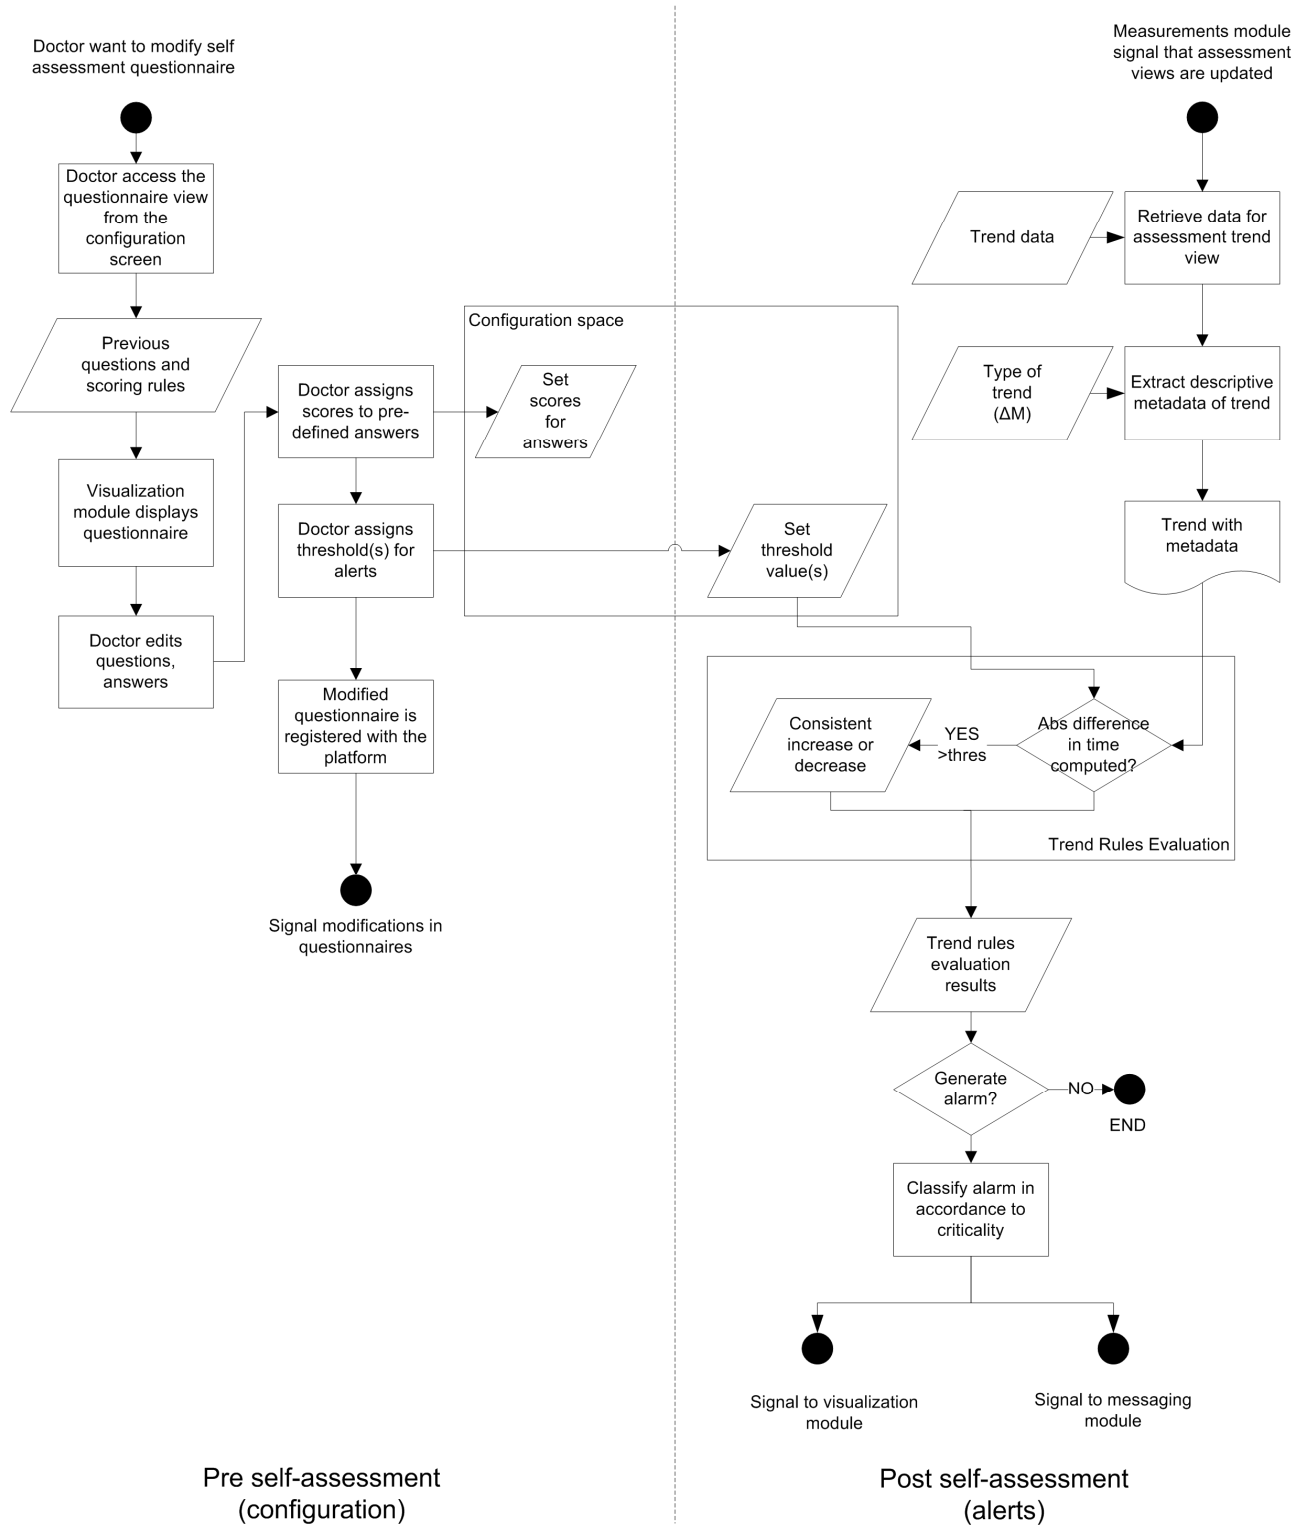 Doctor want to modify self
assessment questionnaire
Doctor access the
questionnaire view
from the
configuration
screen
Previous
questions and
scoring rules
Visualization
module displays
questionnaire
Doctor edits
questions,
answers
Doctor assigns
scores to pre-
defined answers
Doctor assigns
threshold(s) for
alerts
Modified
questionnaire is
registered with the
platform
Signal modifications in
questionnaires
Configuration space
Set
scores
for
answers
Set
threshold
value(s)
Measurements module
signal that assessment
views are updated
Trend data
Retrieve data for
assessment trend
view
Type of
trend
(ΔM)
Extract descriptive
metadata of trend
Trend with
metadata
Consistent
increase or
decrease
YES
>thres
Abs difference
in time
computed?
Trend Rules Evaluation
Trend rules
evaluation
results
Generate
alarm?
NO
END
Classify alarm in
accordance to
criticality
Signal to visualization
module
Signal to messaging
module
Pre self-assessment
(configuration)
Post self-assessment
(alerts)